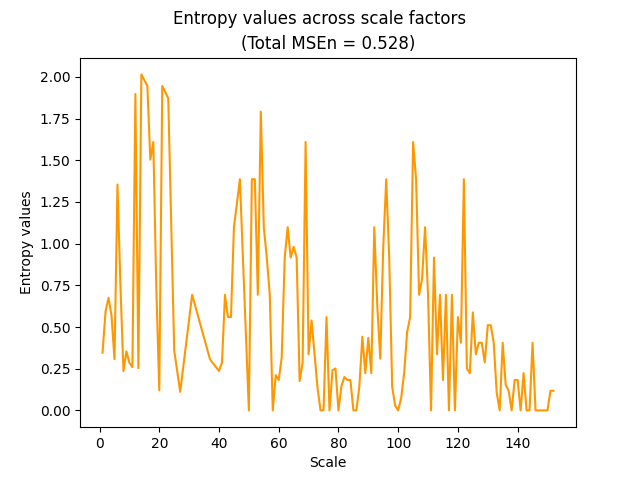 Entropy values across scale factors
(Total MSEn = 0.528)
2.00
1.75
1.50
1.25
1.00
0.75
0.50
0.25
0.00
Entropy values
0 20 40 60 80 100 120 140
Scale